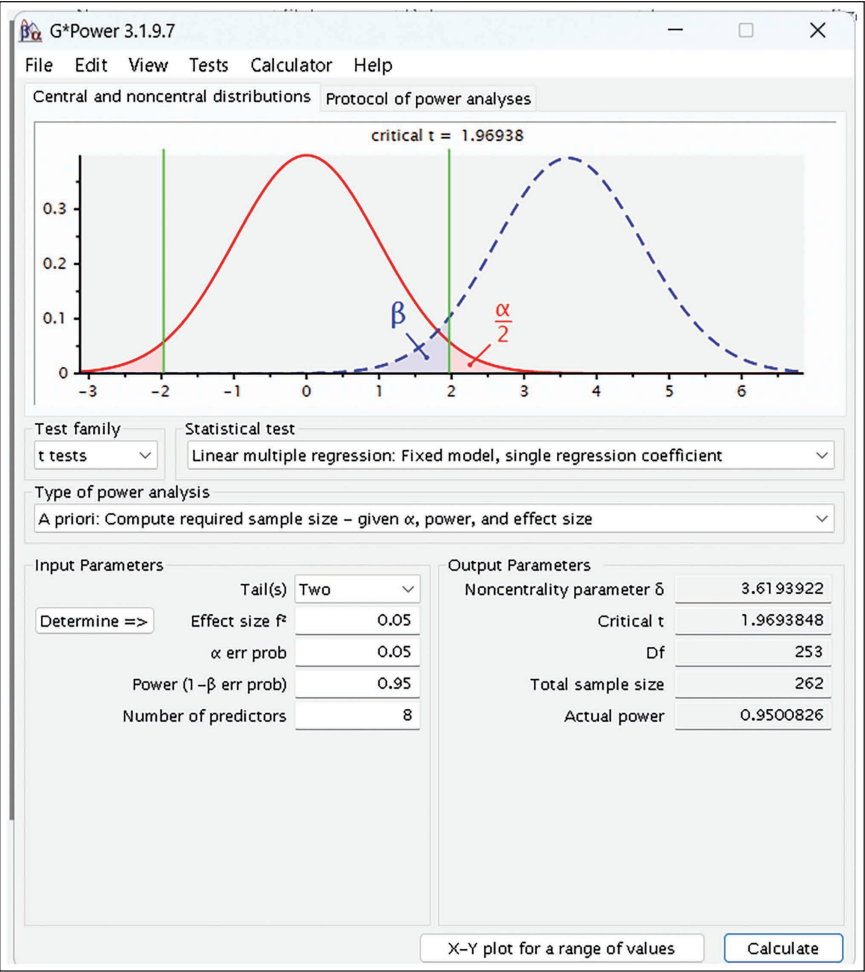 G*Power 3.1.9.7
File Edit View Tests Calculator Help
Central and noncentral distributions Protocol of power analyses
critical t = 1.96938
0.3
0.2
0.1
0
β
α
2
-3 -2 -1 0 1 2 3 4 5 6
Test family Statistical test
t tests Linear multiple regression: Fixed model, single regression coefficient
Type of power analysis
A priori: Compute required sample size – given α, power, and effect size
Input Parameters
Tail(s) Two
Determine => Effect size f² 0.05
α err prob 0.05
Power (1-β err prob) 0.95
Number of predictors 8
Output Parameters
Noncentrality parameter δ 3.6193922
Critical t 1.9693848
Df 253
Total sample size 262
Actual power 0.9500826
X-Y plot for a range of values Calculate